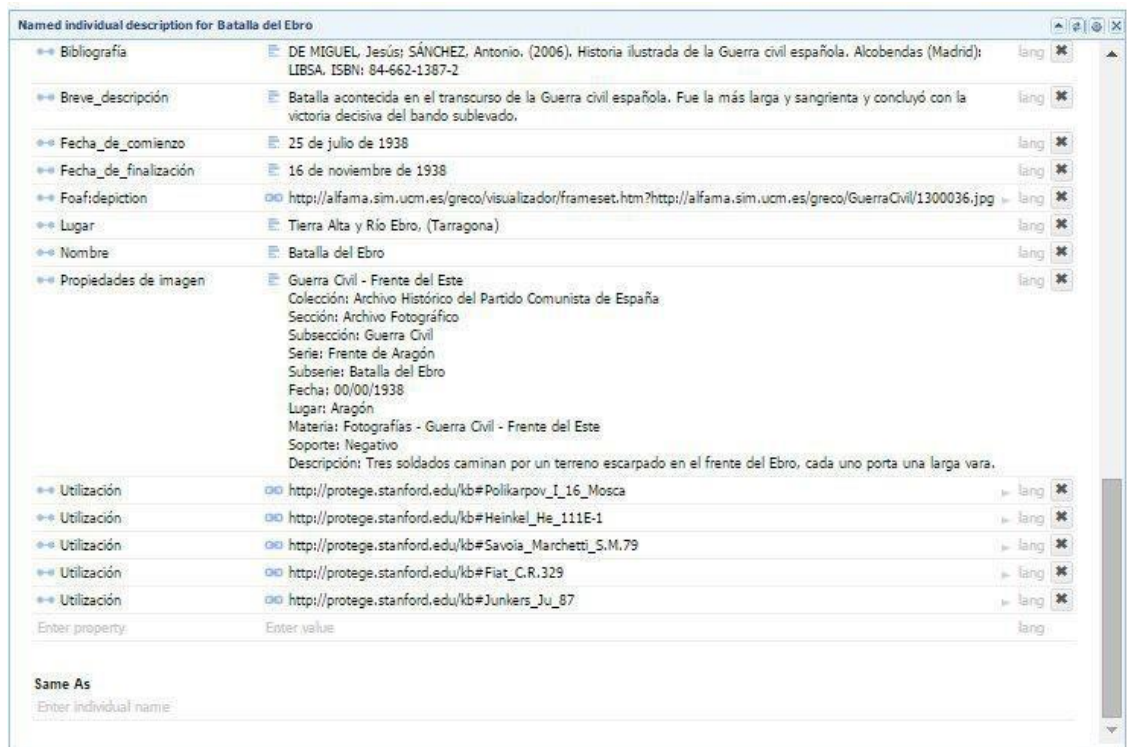 Named individual description for Batalla del Ebro
Bibliografía DE MIGUEL, Jesús; SÁNCHEZ, Antonio. (2006). Historia ilustrada de la Guerra civil española. Alcobendas (Madrid): lang
LIBSA. ISBN: 84-662-1387-2
Breve_descripción Batalla acontecida en el transcurso de la Guerra civil española. Fue la más larga y sangrienta y concluyó con la lang
victoria decisiva del bando sublevado.
Fecha_de_comienzo 25 de julio de 1938 lang
Fecha_de_finalización 16 de noviembre de 1938 lang
Foaf:depiction http://alfama.sim.ucm.es/greco/visualizador/frameset.htm?http://alfama.sim.ucm.es/greco/GuerraCivil/1300036.jpg lang
Lugar Tierra Alta y Río Ebro, (Tarragona) lang
Nombre Batalla del Ebro lang
Propiedades de imagen Guerra Civil - Frente del Este lang
Colección: Archivo Histórico del Partido Comunista de España
Sección: Archivo Fotográfico
Subsección: Guerra Civil
Serie: Frente de Aragón
Subserie: Batalla del Ebro
Fecha: 00/00/1938
Lugar: Aragón
Materia: Fotografías - Guerra Civil - Frente del Este
Soporte: Negativo
Descripción: Tres soldados caminan por un terreno escarpado en el frente del Ebro, cada uno porta una larga vara.
Utilización http://protege.stanford.edu/kb#Polikarpov_I_16_Mosca lang
Utilización http://protege.stanford.edu/kb#Heinkel_He_111E-1 lang
Utilización http://protege.stanford.edu/kb#Savoia_Marchetti_S.M.79 lang
Utilización http://protege.stanford.edu/kb#Fiat_C.R.329 lang
Utilización http://protege.stanford.edu/kb#Junkers_Ju_87 lang
Enter property Enter value lang
Same As
Enter individual name